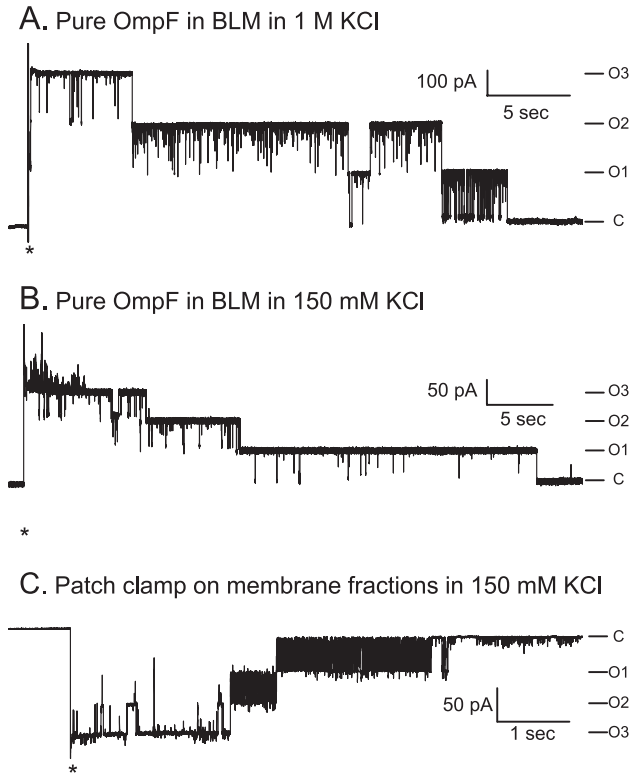 A. Pure OmpF in BLM in 1 M KCl
O3
100 pA
5 sec
O2
O1
C
*
B. Pure OmpF in BLM in 150 mM KCl
O3
50 pA
5 sec
O2
O1
C
*
C. Patch clamp on membrane fractions in 150 mM KCl
C
O1
50 pA
O2
1 sec
O3
*